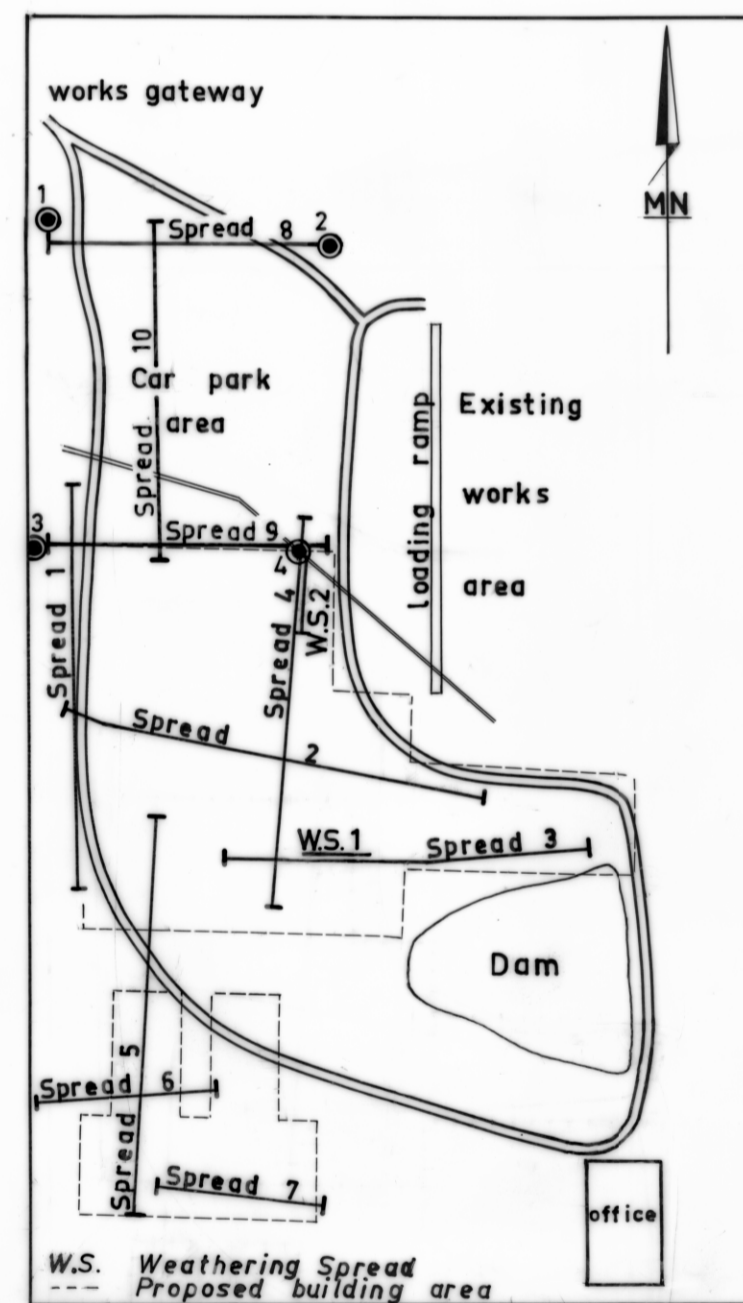 works gateway
MN
1
2
Spread 8
Spread 10
Car park
area
loading ramp
Existing
works
area
3
Spread 9
4
Spread 1
Spread 4
W.S.2
Spread 2
W.S.1
Spread 3
Dam
Spread 5
Spread 6
Spread 7
office
W.S. Weathering Spread
--- Proposed building area